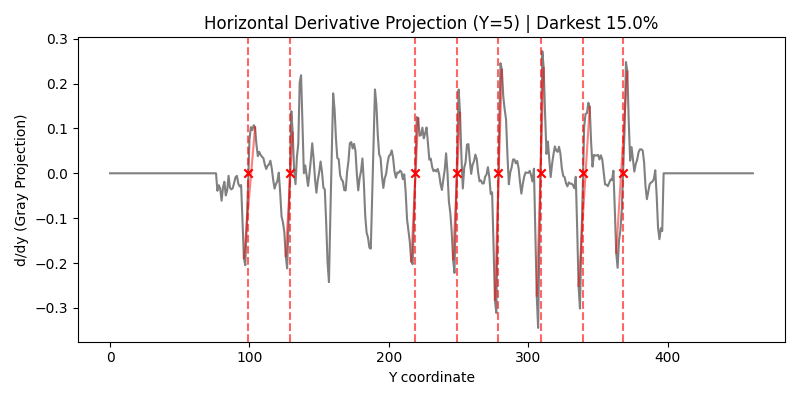 Horizontal Derivative Projection (Y=5) | Darkest 15.0%
d/dy (Gray Projection)
0.3
0.2
0.1
0.0
−0.1
−0.2
−0.3
0 100 200 300 400
Y coordinate